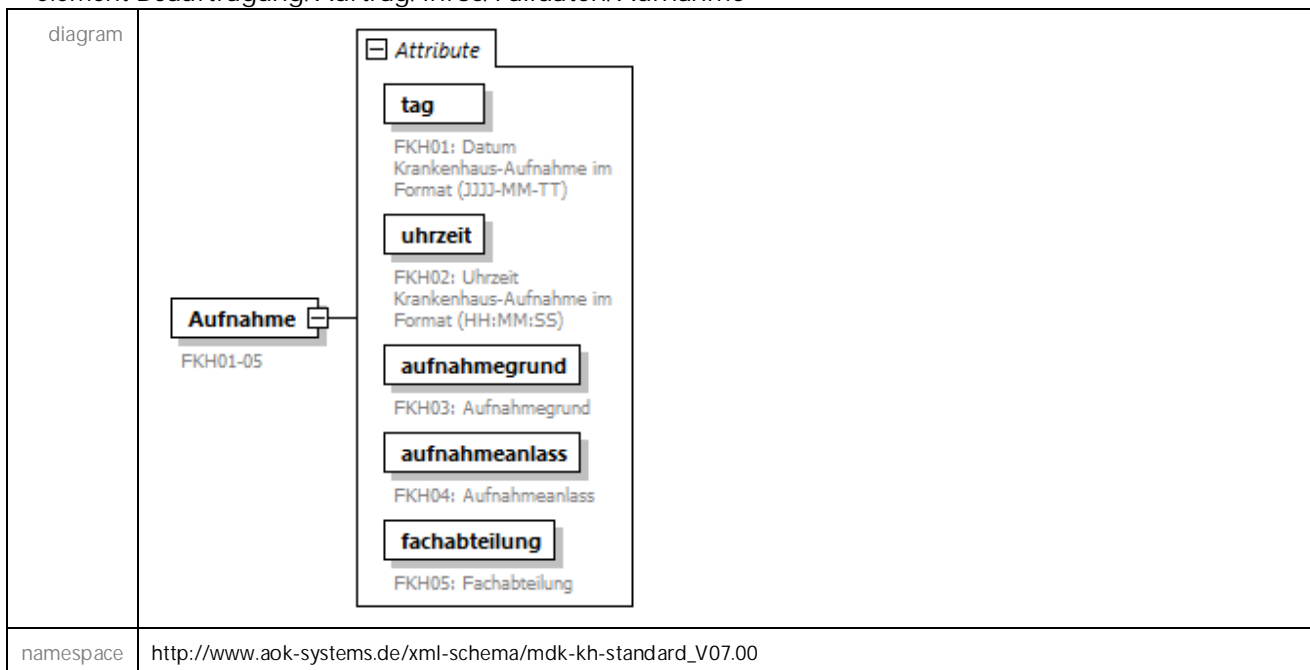 diagram
Attribute
tag
FKH01: Datum
Krankenhaus-Aufnahme im
Format (JJJJ-MM-TT)
uhrzeit
FKH02: Uhrzeit
Krankenhaus-Aufnahme im
Format (HH:MM:SS)
Aufnahme
FKH01-05
aufnahmegrund
FKH03: Aufnahmegrund
aufnahmeanlass
FKH04: Aufnahmeanlass
fachabteilung
FKH05: Fachabteilung
namespace http://www.aok-systems.de/xml-schema/mdk-kh-standard_V07.00